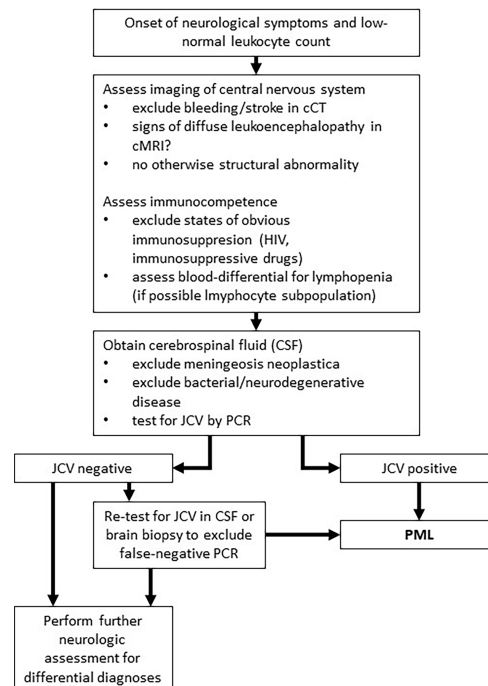 Onset of neurological symptoms and low-
normal leukocyte count
Assess imaging of central nervous system
• exclude bleeding/stroke in cCT
• signs of diffuse leukoencephalopathy in
cMRI?
• no otherwise structural abnormality
Assess immunocompetence
• exclude states of obvious
immunosuppresion (HIV,
immunosuppressive drugs)
• assess blood-differential for lymphopenia
(if possible lmyphocyte subpopulation)
Obtain cerebrospinal fluid (CSF)
• exclude meningeosis neoplastica
• exclude bacterial/neurodegenerative
disease
• test for JCV by PCR
JCV negative
JCV positive
Re-test for JCV in CSF or
brain biopsy to exclude
false-negative PCR
PML
Perform further
neurologic
assessment for
differential diagnoses